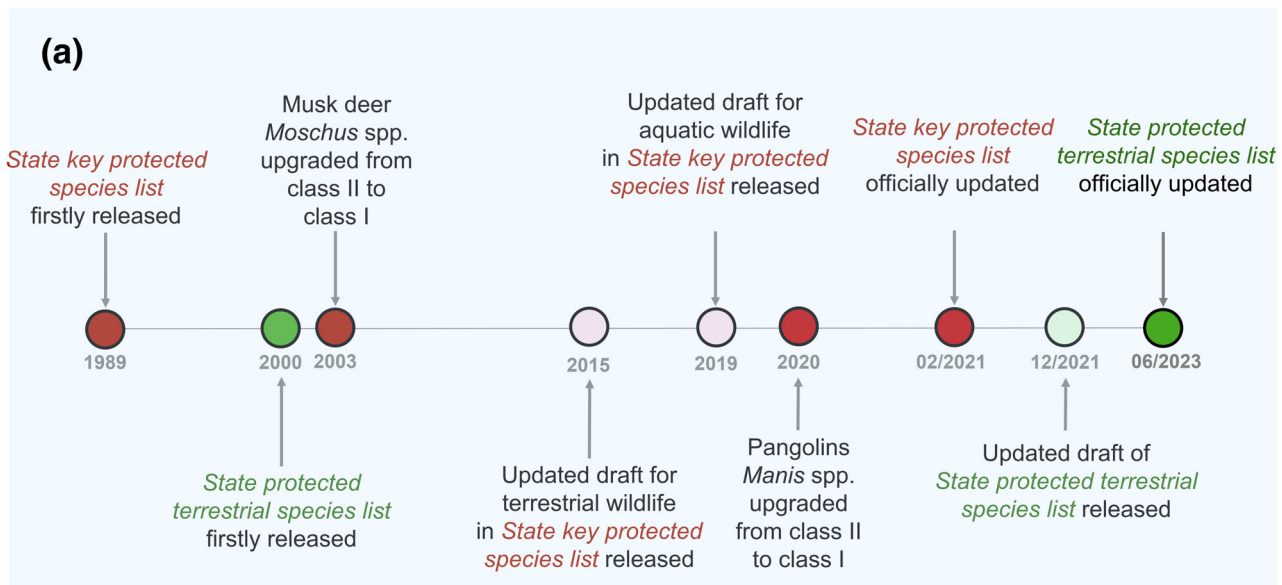 (a)
State key protected
species list
firstly released
Musk deer
Moschus spp.
upgraded from
class II to
class I
Updated draft for
aquatic wildlife
in State key protected
species list released
State key protected
species list
officially updated
State protected
terrestrial species list
officially updated
1989
2000
2003
2015
2019
2020
02/2021
12/2021
06/2023
State protected
terrestrial species list
firstly released
Updated draft for
terrestrial wildlife
in State key protected
species list released
Pangolins
Manis spp.
upgraded
from class II
to class I
Updated draft of
State protected terrestrial
species list released